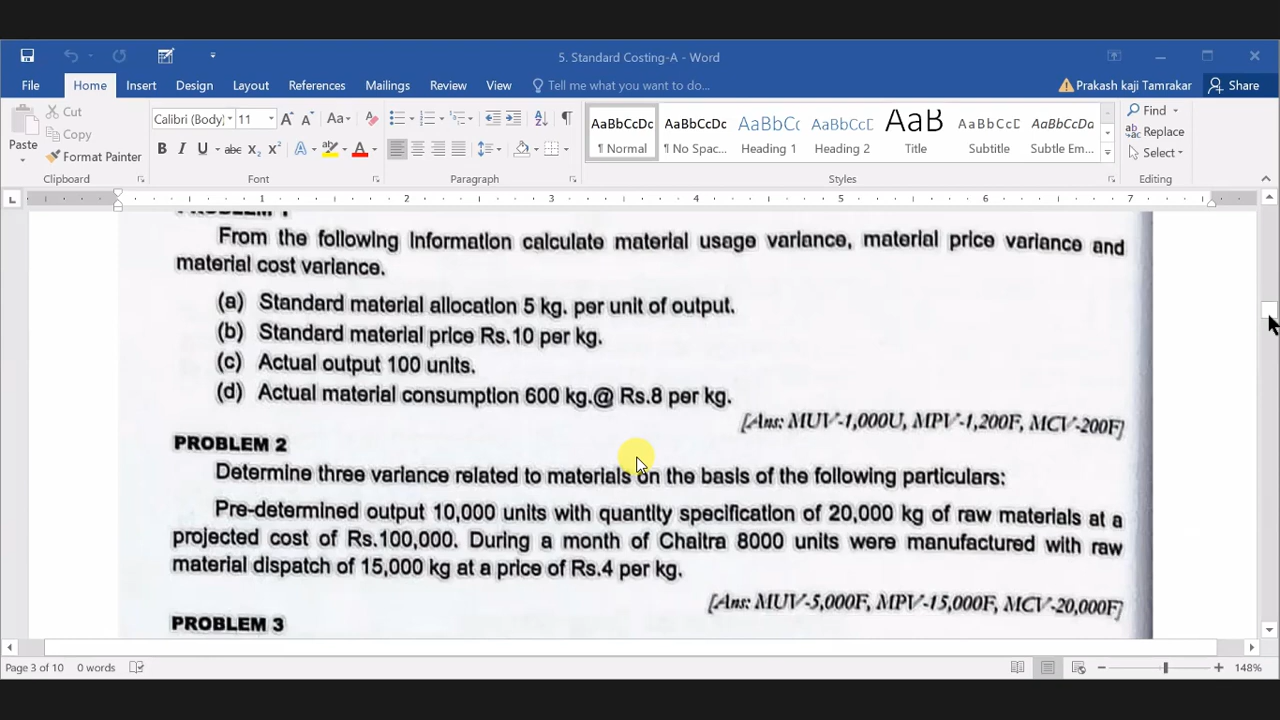 5. Standard Costing-A - Word
File Home Insert Design Layout References Mailings Review View Tell me what you want to do... Prakash kaji Tamrakar Share
Cut
Copy
Paste Format Painter
Clipboard
Calibri (Body) 11
Font
Paragraph
AaBbCcDc AaBbCcDc AaBbCc AaBbCcC AaB AaBbCcD AaBbCcDa
¶ Normal ¶ No Spac... Heading 1 Heading 2 Title Subtitle Subtle Em...
Styles
Find
Replace
Select
Editing
L 1 2 3 4 5 6 7
PROBLEM 1
From the following information calculate material usage variance, material price variance and
material cost variance.
(a) Standard material allocation 5 kg. per unit of output.
(b) Standard material price Rs.10 per kg.
(c) Actual output 100 units.
(d) Actual material consumption 600 kg.@ Rs.8 per kg.
[Ans: MUV-1,000U, MPV-1,200F, MCV-200F]
PROBLEM 2
Determine three variance related to materials on the basis of the following particulars:
Pre-determined output 10,000 units with quantity specification of 20,000 kg of raw materials at a
projected cost of Rs.100,000. During a month of Chaitra 8000 units were manufactured with raw
material dispatch of 15,000 kg at a price of Rs.4 per kg.
[Ans: MUV-5,000F, MPV-15,000F, MCV-20,000F]
PROBLEM 3
Page 3 of 10 0 words 148%